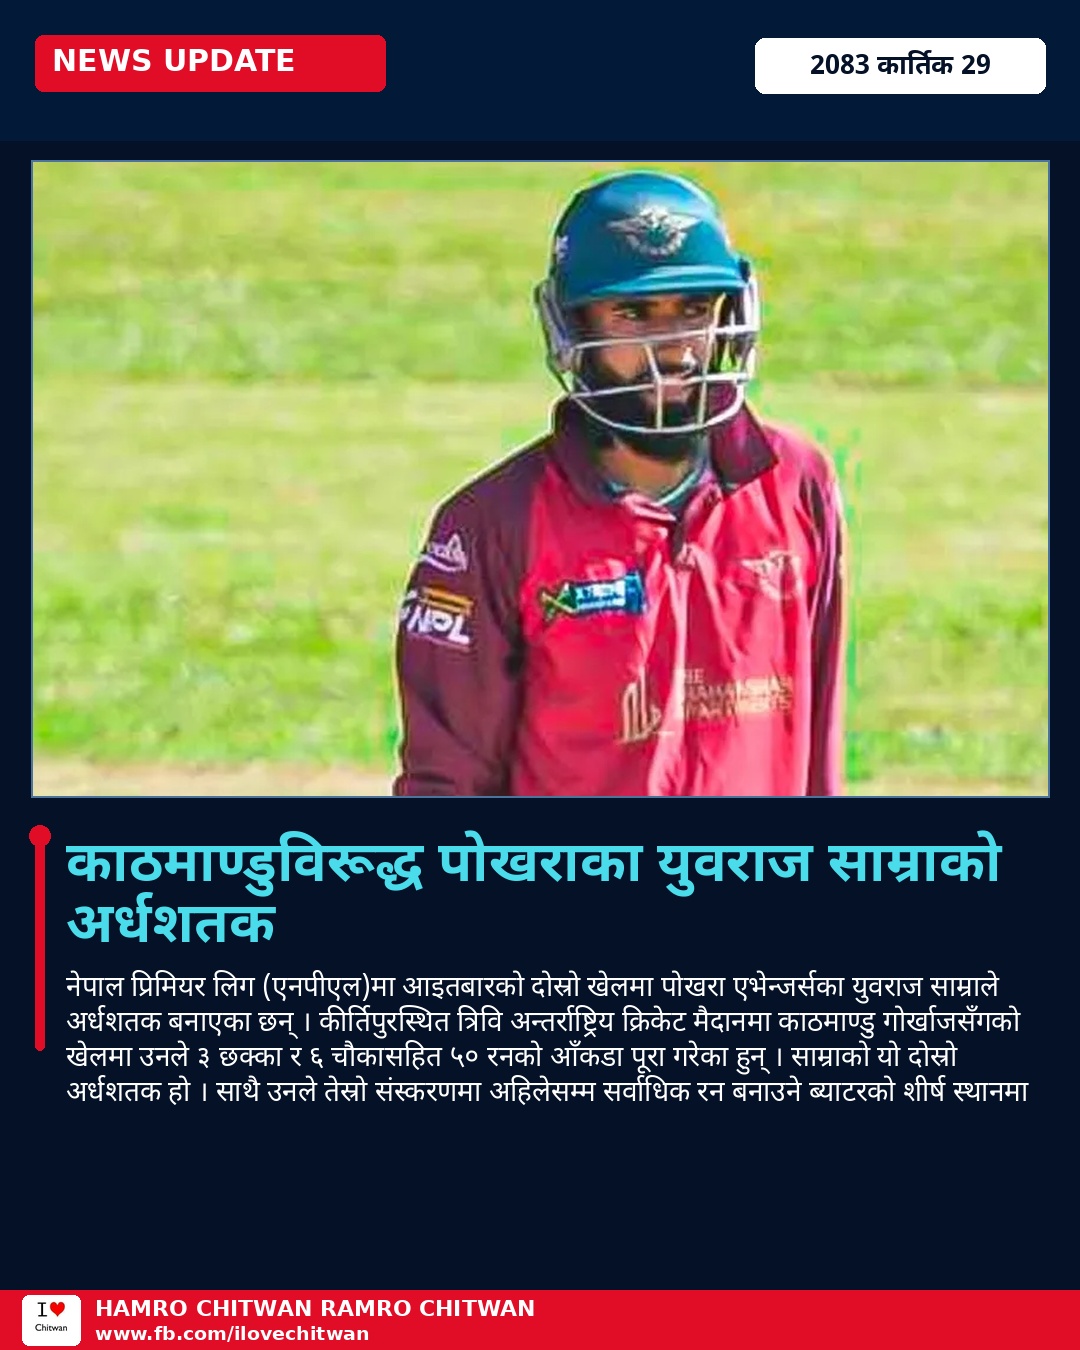 NEWS UPDATE
2083 कार्तिक 29
NPL
THE
काठमाण्डुविरूद्ध पोखराका युवराज साम्राको
अर्धशतक
नेपाल प्रिमियर लिग (एनपीएल)मा आइतबारको दोस्रो खेलमा पोखरा एभेन्जर्सका युवराज साम्राले
अर्धशतक बनाएका छन् । कीर्तिपुरस्थित त्रिवि अन्तर्राष्ट्रिय क्रिकेट मैदानमा काठमाण्डु गोर्खाजसँगको
खेलमा उनले ३ छक्का र ६ चौकासहित ५० रनको आँकडा पूरा गरेका हुन् । साम्राको यो दोस्रो
अर्धशतक हो । साथै उनले तेस्रो संस्करणमा अहिलेसम्म सर्वाधिक रन बनाउने ब्याटरको शीर्ष स्थानमा
I ♥
Chitwan
HAMRO CHITWAN RAMRO CHITWAN
www.fb.com/ilovechitwan